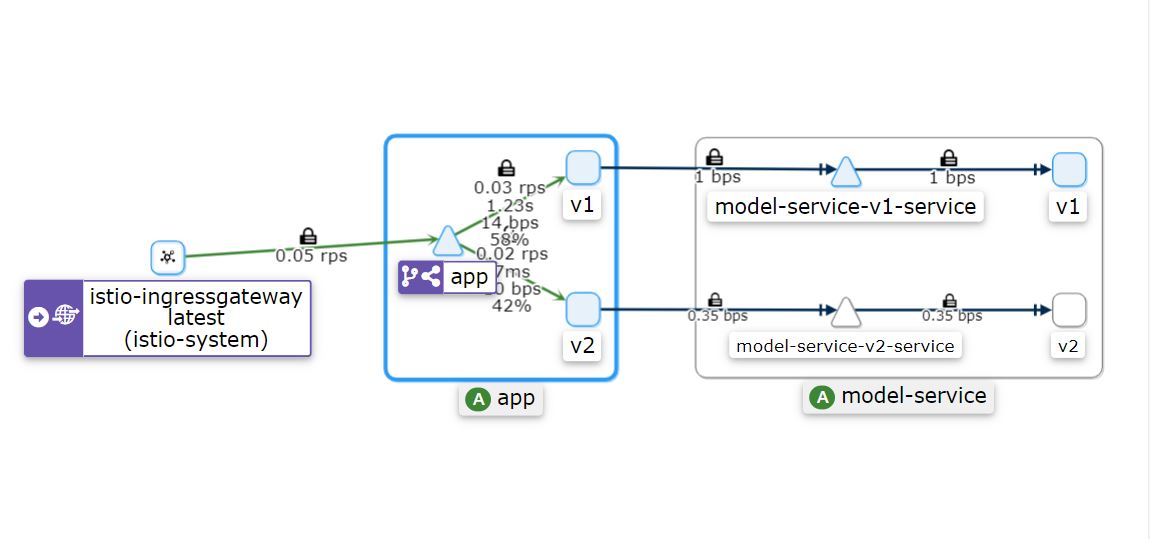 0.05 rps
istio-ingressgateway
latest
(istio-system)
0.03 rps
1.23s
14 bps
58%
0.02 rps
7ms
0 bps
42%
app
v1
v2
A app
1 bps
model-service-v1-service
1 bps
v1
0.35 bps
model-service-v2-service
0.35 bps
v2
A model-service